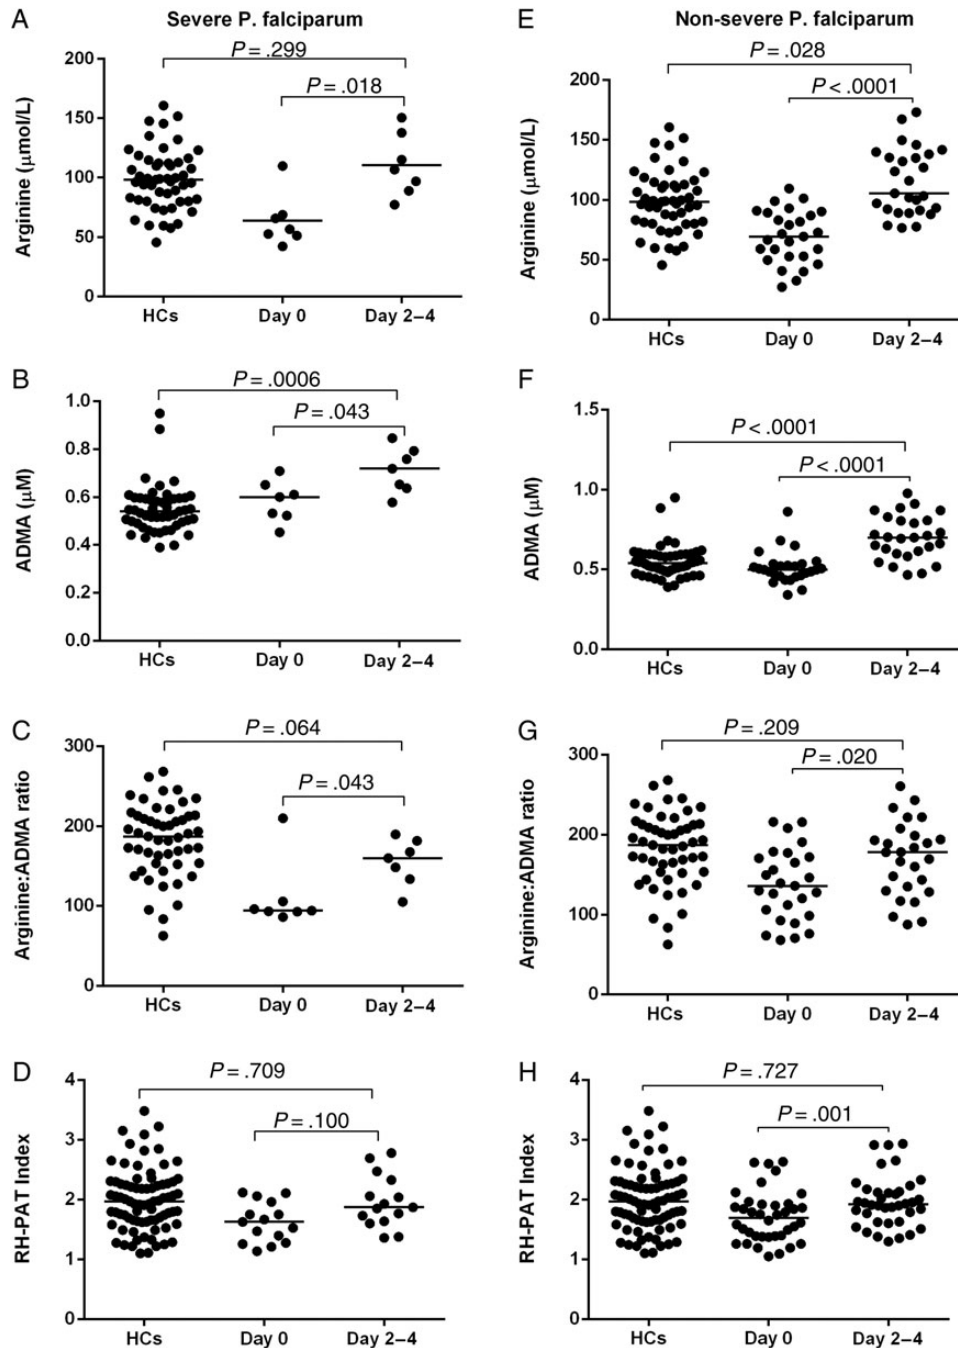 A
Severe P. falciparum
P = .299
P = .018
Arginine (μmol/L)
200
150
100
50
0
HCs
Day 0
Day 2–4
E
Non-severe P. falciparum
P = .028
P < .0001
Arginine (μmol/L)
200
150
100
50
0
HCs
Day 0
Day 2–4
B
P = .0006
P = .043
ADMA (μM)
1.0
0.8
0.6
0.4
0.2
0.0
HCs
Day 0
Day 2–4
F
P < .0001
P < .0001
ADMA (μM)
1.5
1.0
0.5
0.0
HCs
Day 0
Day 2–4
C
P = .064
P = .043
Arginine:ADMA ratio
300
200
100
0
HCs
Day 0
Day 2–4
G
P = .209
P = .020
Arginine:ADMA ratio
300
200
100
0
HCs
Day 0
Day 2–4
D
P = .709
P = .100
RH-PAT Index
4
3
2
1
0
HCs
Day 0
Day 2–4
H
P = .727
P = .001
RH-PAT Index
4
3
2
1
0
HCs
Day 0
Day 2–4